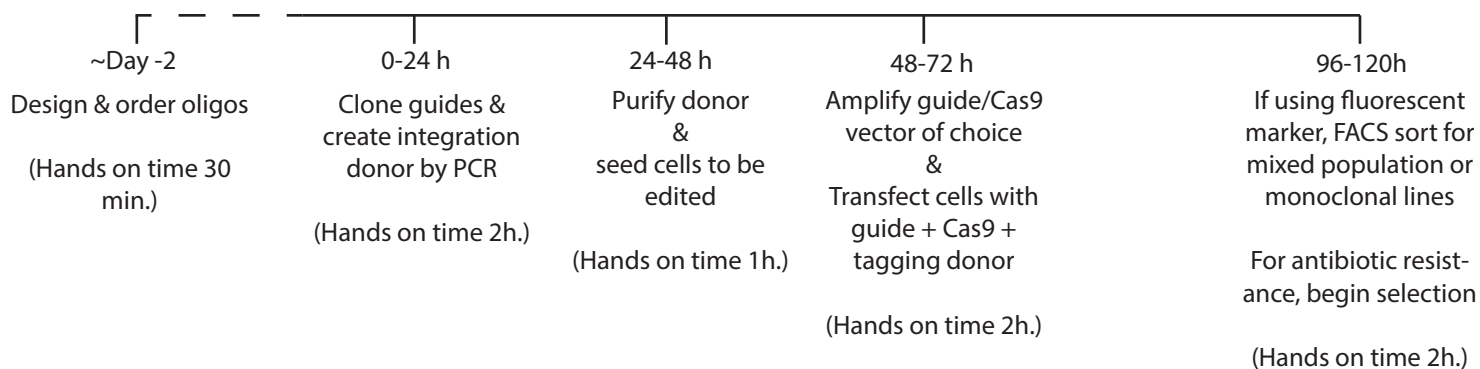 ~Day -2
Design & order oligos
(Hands on time 30
min.)
0-24 h
Clone guides &
create integration
donor by PCR
(Hands on time 2h.)
24-48 h
Purify donor
&
seed cells to be
edited
(Hands on time 1h.)
48-72 h
Amplify guide/Cas9
vector of choice
&
Transfect cells with
guide + Cas9 +
tagging donor
(Hands on time 2h.)
96-120h
If using fluorescent
marker, FACS sort for
mixed population or
monoclonal lines
For antibiotic resist-
ance, begin selection
(Hands on time 2h.)